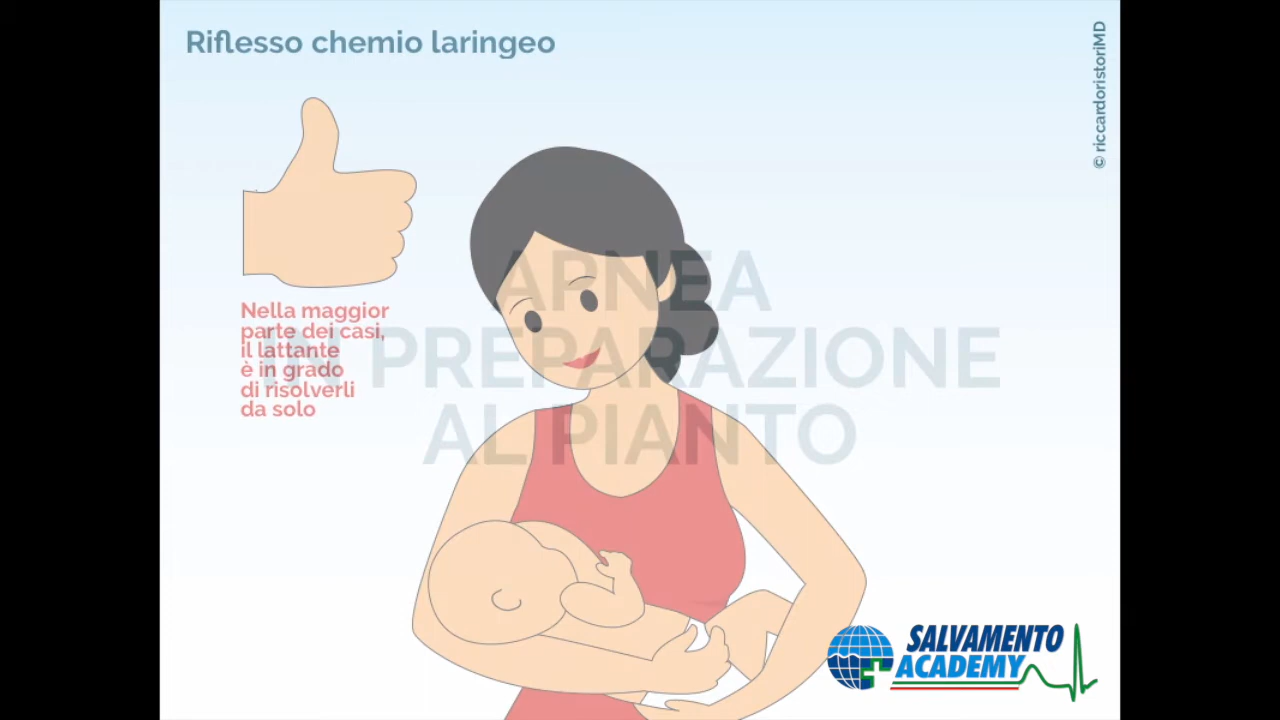 Riflesso chemio laringeo
© riccardoristoriMD
Nella maggior
parte dei casi,
il lattante
è in grado
di risolverli
da solo
APNEA
IN PREPARAZIONE
AL PIANTO
SALVAMENTO
ACADEMY